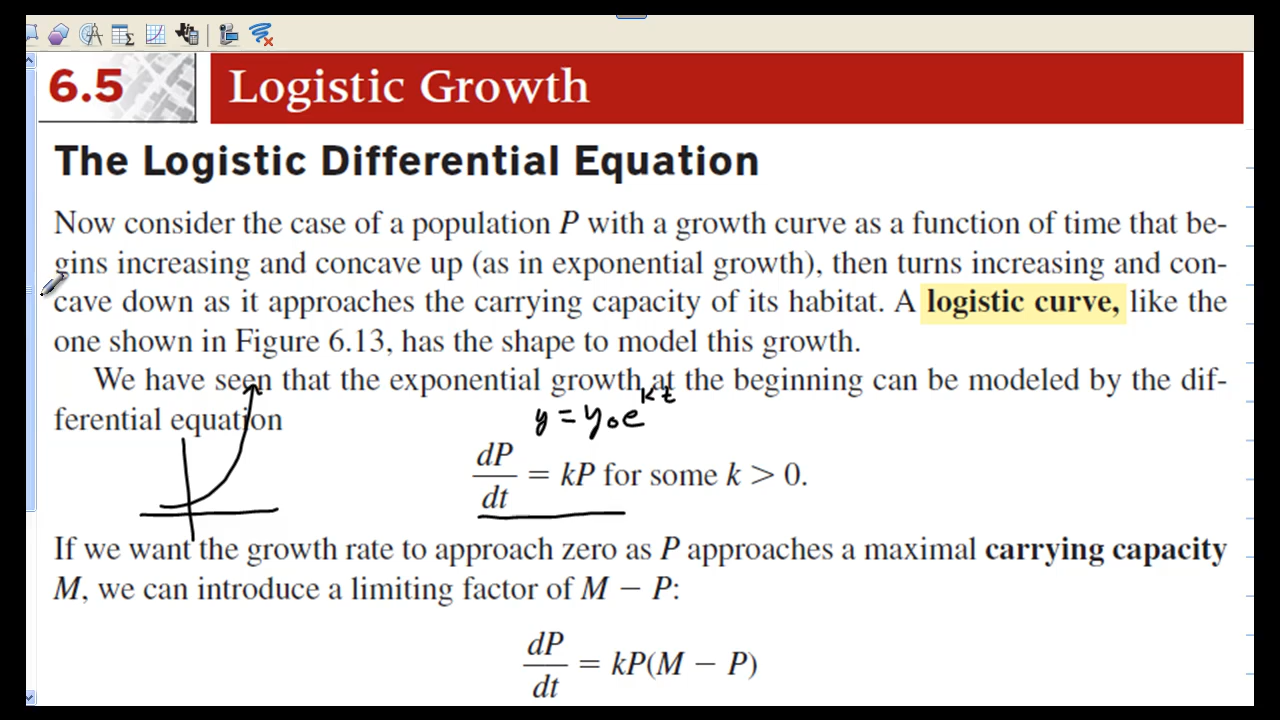 6.5 Logistic Growth
The Logistic Differential Equation
Now consider the case of a population P with a growth curve as a function of time that be-
gins increasing and concave up (as in exponential growth), then turns increasing and con-
cave down as it approaches the carrying capacity of its habitat. A logistic curve, like the
one shown in Figure 6.13, has the shape to model this growth.
We have seen that the exponential growth at the beginning can be modeled by the dif-
ferential equation
y = y₀e^kt
dP/dt = kP for some k > 0.
If we want the growth rate to approach zero as P approaches a maximal carrying capacity
M, we can introduce a limiting factor of M − P:
dP/dt = kP(M − P)